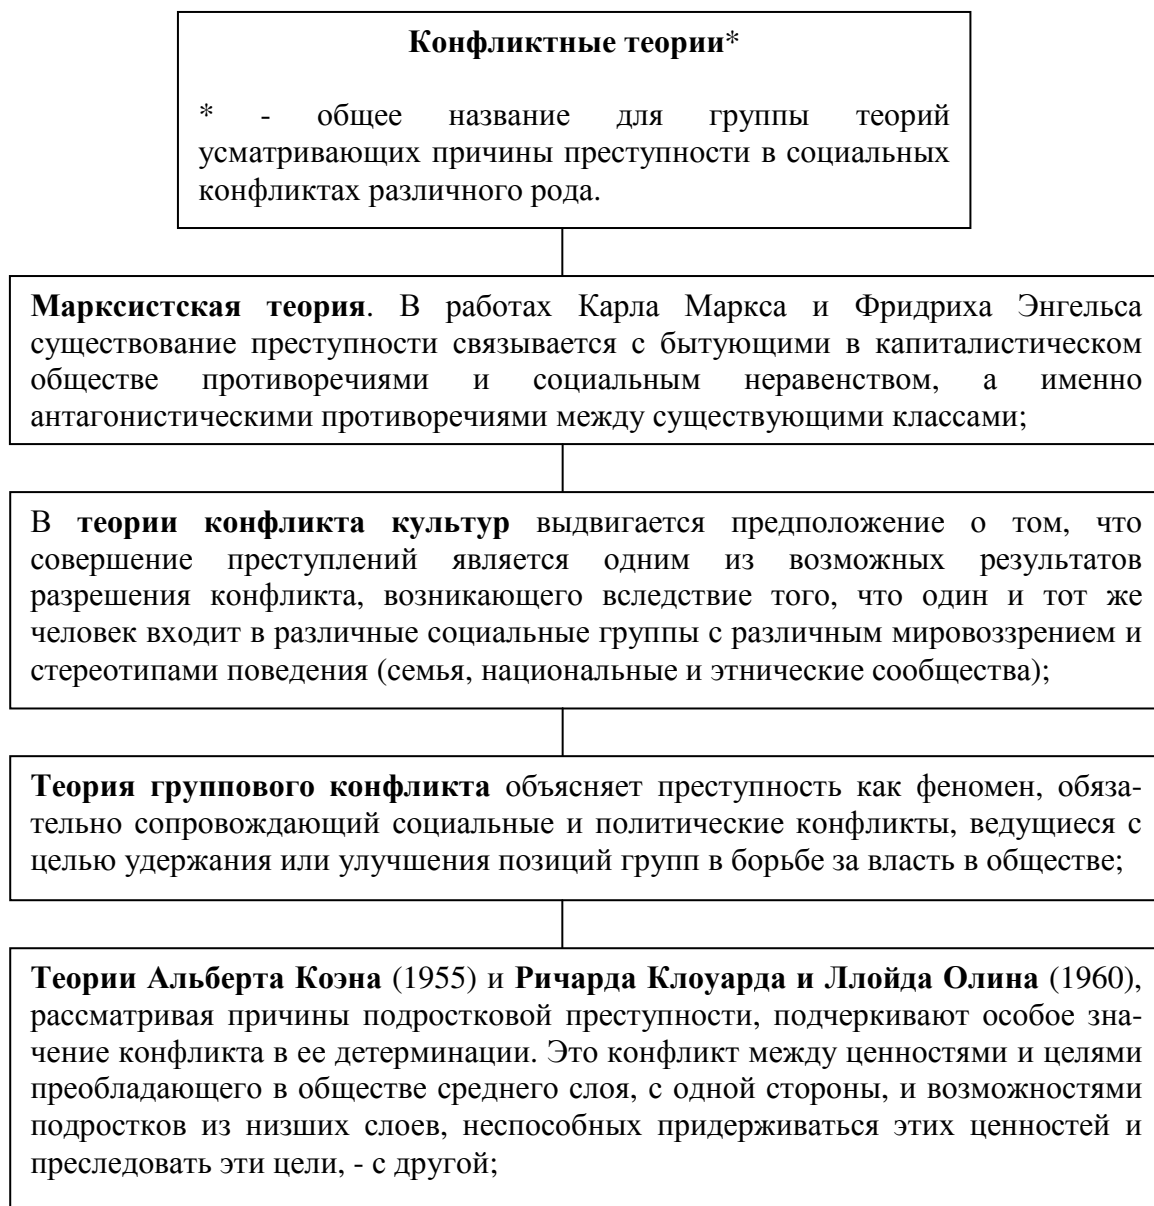 Конфликтные теории*
* - общее название для группы теорий
усматривающих причины преступности в социальных
конфликтах различного рода.
Марксистская теория. В работах Карла Маркса и Фридриха Энгельса
существование преступности связывается с бытующими в капиталистическом
обществе противоречиями и социальным неравенством, а именно
антагонистическими противоречиями между существующими классами;
В теории конфликта культур выдвигается предположение о том, что
совершение преступлений является одним из возможных результатов
разрешения конфликта, возникающего вследствие того, что один и тот же
человек входит в различные социальные группы с различным мировоззрением и
стереотипами поведения (семья, национальные и этнические сообщества);
Теория группового конфликта объясняет преступность как феномен, обяза-
тельно сопровождающий социальные и политические конфликты, ведущиеся с
целью удержания или улучшения позиций групп в борьбе за власть в обществе;
Теории Альберта Коэна (1955) и Ричарда Клоуарда и Ллойда Олина (1960),
рассматривая причины подростковой преступности, подчеркивают особое зна-
чение конфликта в ее детерминации. Это конфликт между ценностями и целями
преобладающего в обществе среднего слоя, с одной стороны, и возможностями
подростков из низших слоев, неспособных придерживаться этих ценностей и
преследовать эти цели, - с другой;